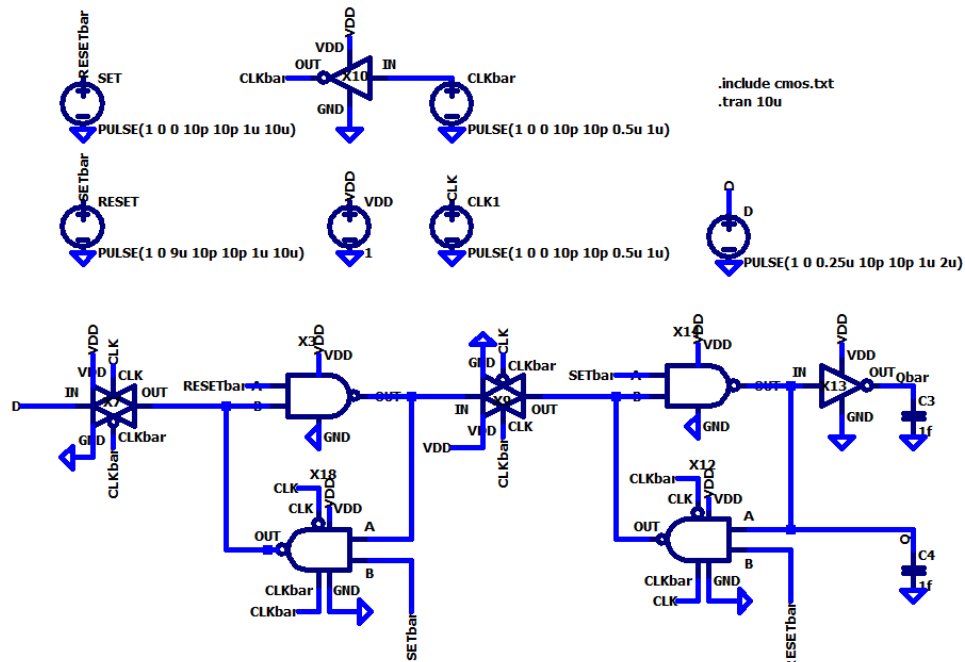 RESETbar
SET
PULSE(1 0 0 10p 10p 1u 10u)
VDD
VDD
OUT
IN
X10
CLKbar
GND
CLKbar
PULSE(1 0 0 10p 10p 0.5u 1u)
.include cmos.txt
.tran 10u
SETbar
RESET
PULSE(1 0 9u 10p 10p 1u 10u)
VDD
VDD
1
CLK
CLK1
PULSE(1 0 0 10p 10p 0.5u 1u)
D
D
PULSE(1 0 0.25u 10p 10p 1u 2u)
VDD
CLK
VDD
CLK
IN
OUT
X7
D
GND
CLKbar
CLKbar
X3
VDD
VDD
RESETbar
A
B
OUT
GND
CLK
GND
CLKbar
IN
OUT
X9
CLK
VDD
VDD
CLKbar
X14
VDD
VDD
SETbar
A
B
OUT
GND
VDD
VDD
IN
OUT
X13
GND
Qbar
C3
1f
X18
CLK
CLK
VDD
VDD
OUT
A
B
CLKbar
GND
CLKbar
SETbar
X12
CLKbar
CLK
VDD
VDD
OUT
A
B
CLKbar
GND
CLK
RESETbar
Q
C4
1f